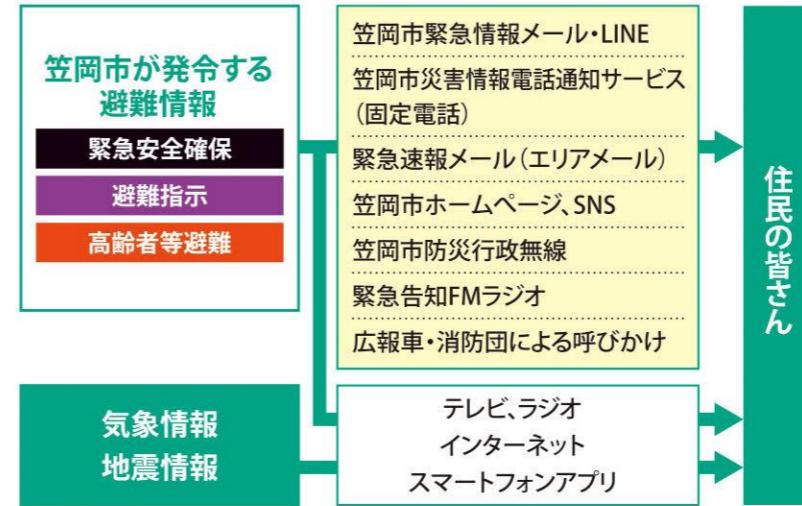 笠岡市が発令する
避難情報
緊急安全確保
避難指示
高齢者等避難
笠岡市緊急情報メール・LINE
笠岡市災害情報電話通知サービス
（固定電話）
緊急速報メール（エリアメール）
笠岡市ホームページ、SNS
笠岡市防災行政無線
緊急告知FMラジオ
広報車・消防団による呼びかけ
気象情報
地震情報
テレビ、ラジオ
インターネット
スマートフォンアプリ
住民の皆さん